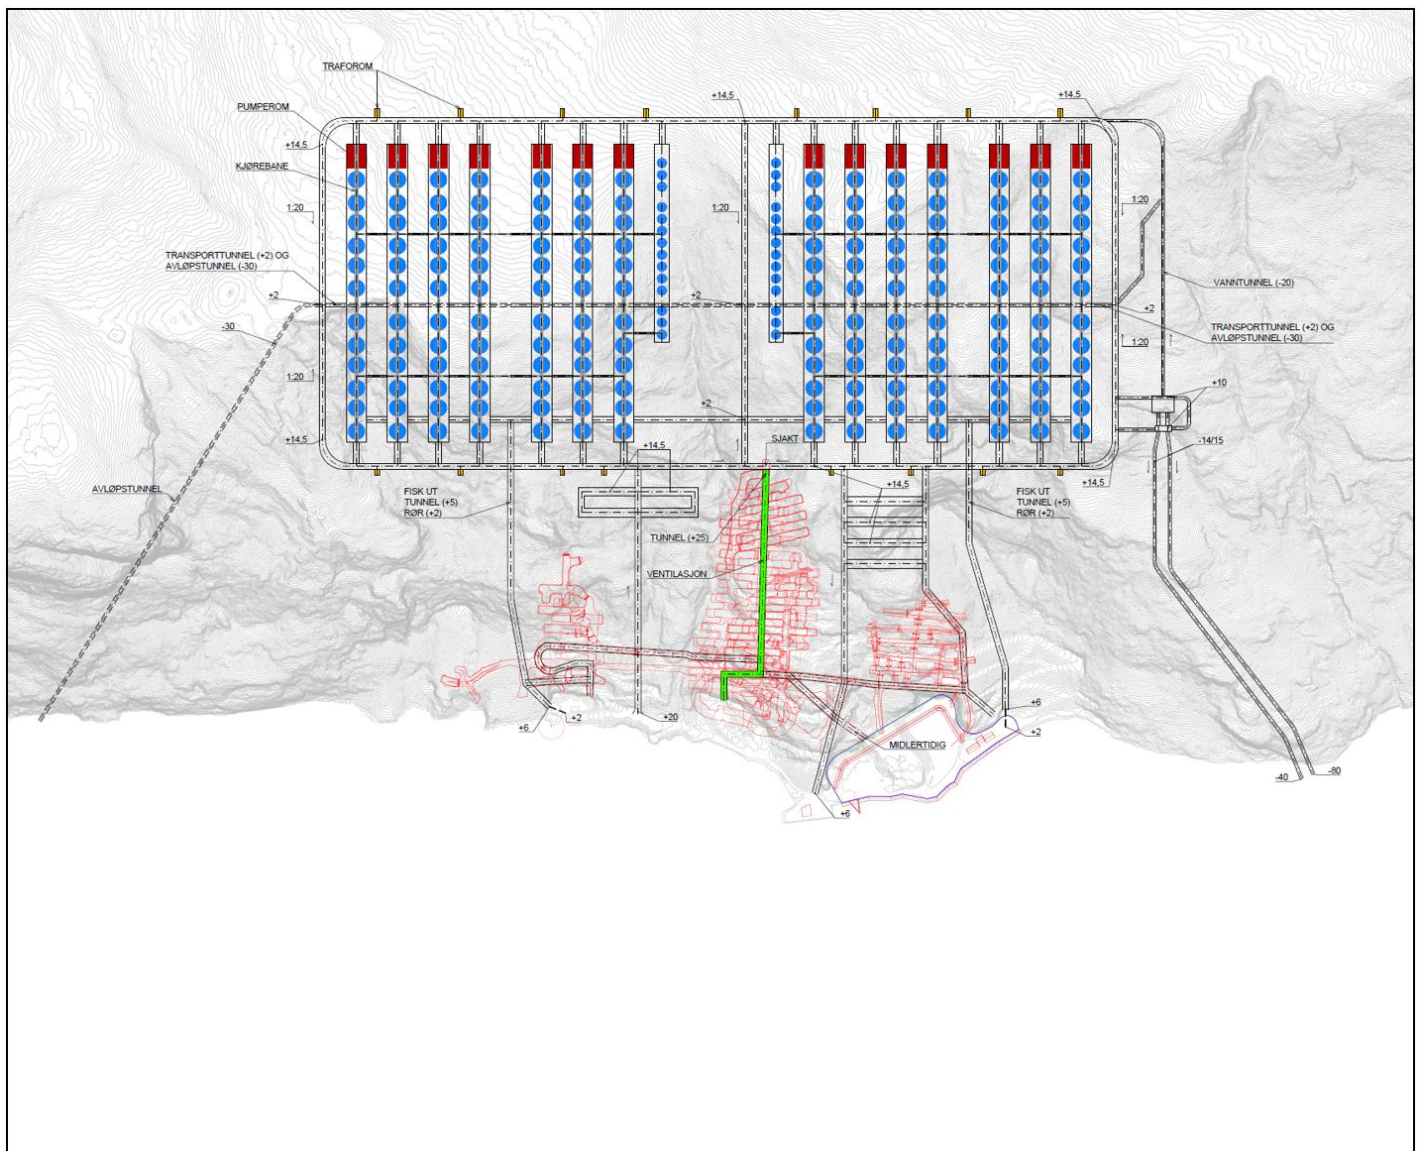 TRAFOROM
+14,5
+14,5
PUMPEROM
+14,5
KJØREBANE
1:20
1:20
1:20
TRANSPORTTUNNEL (+2) OG
AVLØPSTUNNEL (-30)
VANNTUNNEL (-20)
+2
+2
+2
-30
TRANSPORTTUNNEL (+2) OG
AVLØPSTUNNEL (-30)
1:20
1:20
+10
+2
+14,5
SJAKT
+14,5
-14/15
AVLØPSTUNNEL
FISK UT
TUNNEL (+5)
RØR (+2)
+14,5
FISK UT
TUNNEL (+5)
RØR (+2)
+14,5
TUNNEL (+25)
VENTILASJON
+6
+2
+20
+6
+2
MIDLERTIDIG
-40
-80
+6